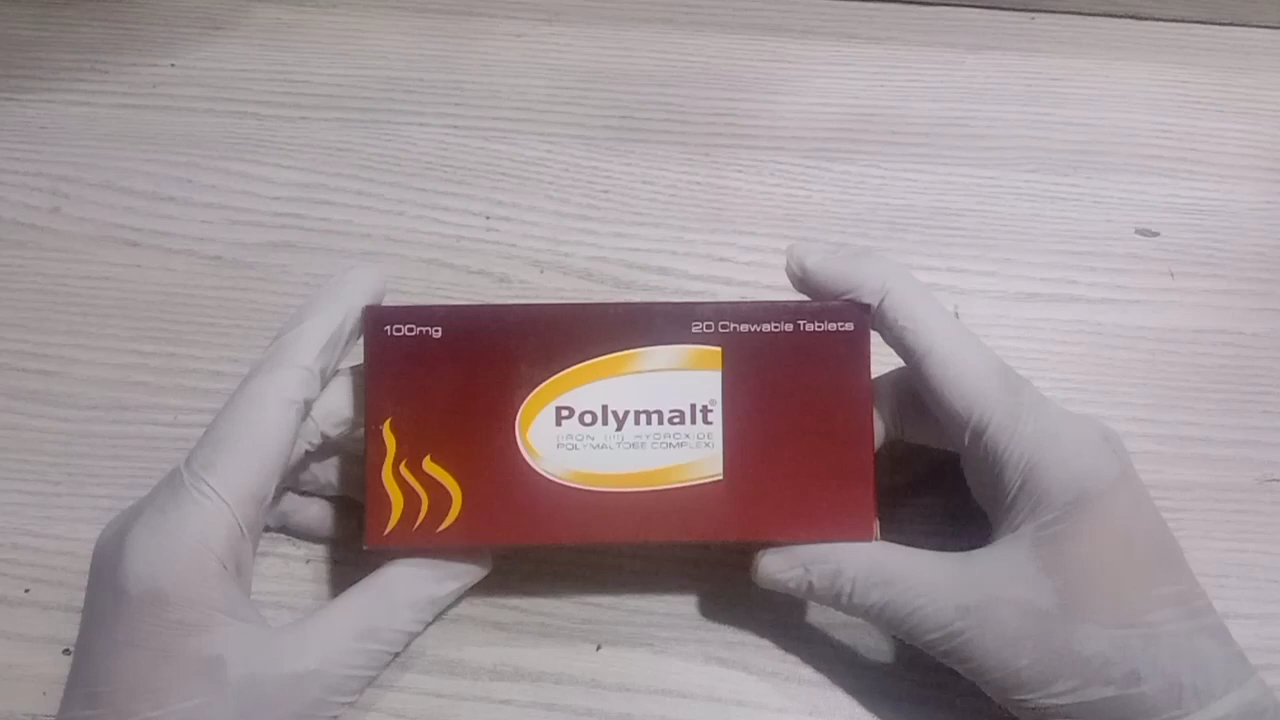 100mg
20 Chewable Tablets
Polymalt®
(IRON (III) HYDROXIDE
POLYMALTOSE COMPLEX)